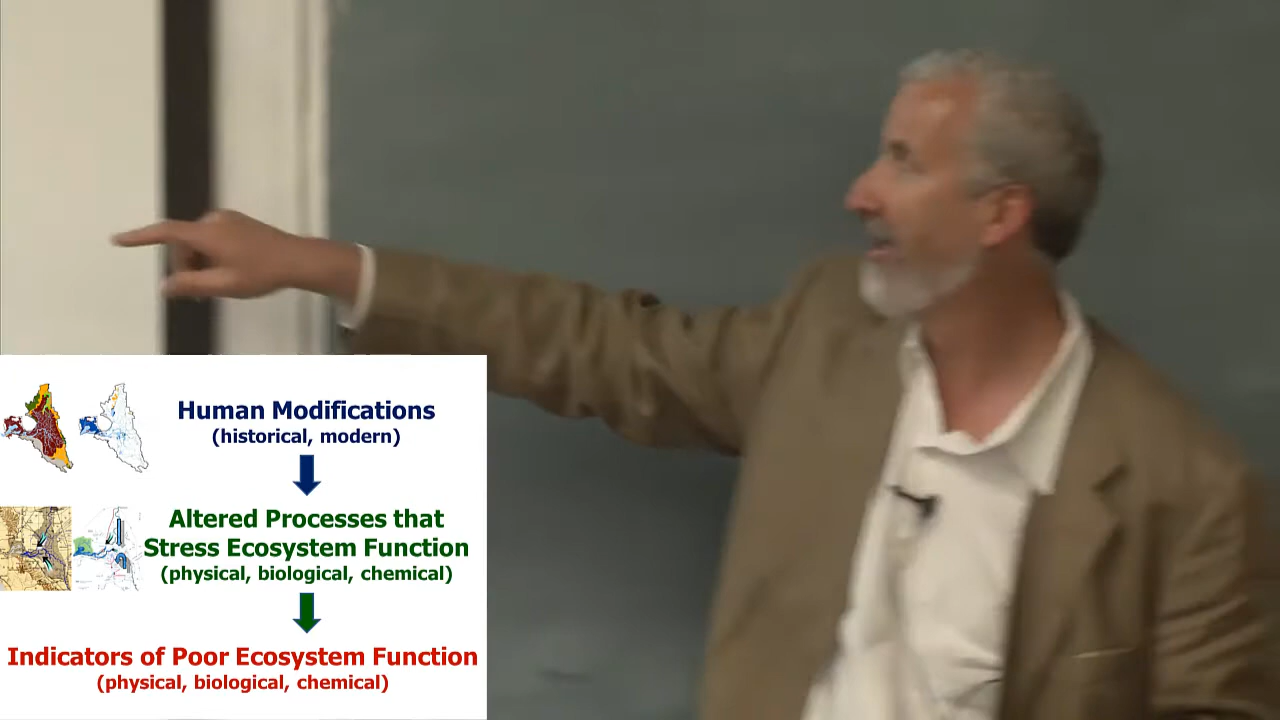 Human Modifications
(historical, modern)
Altered Processes that
Stress Ecosystem Function
(physical, biological, chemical)
Indicators of Poor Ecosystem Function
(physical, biological, chemical)